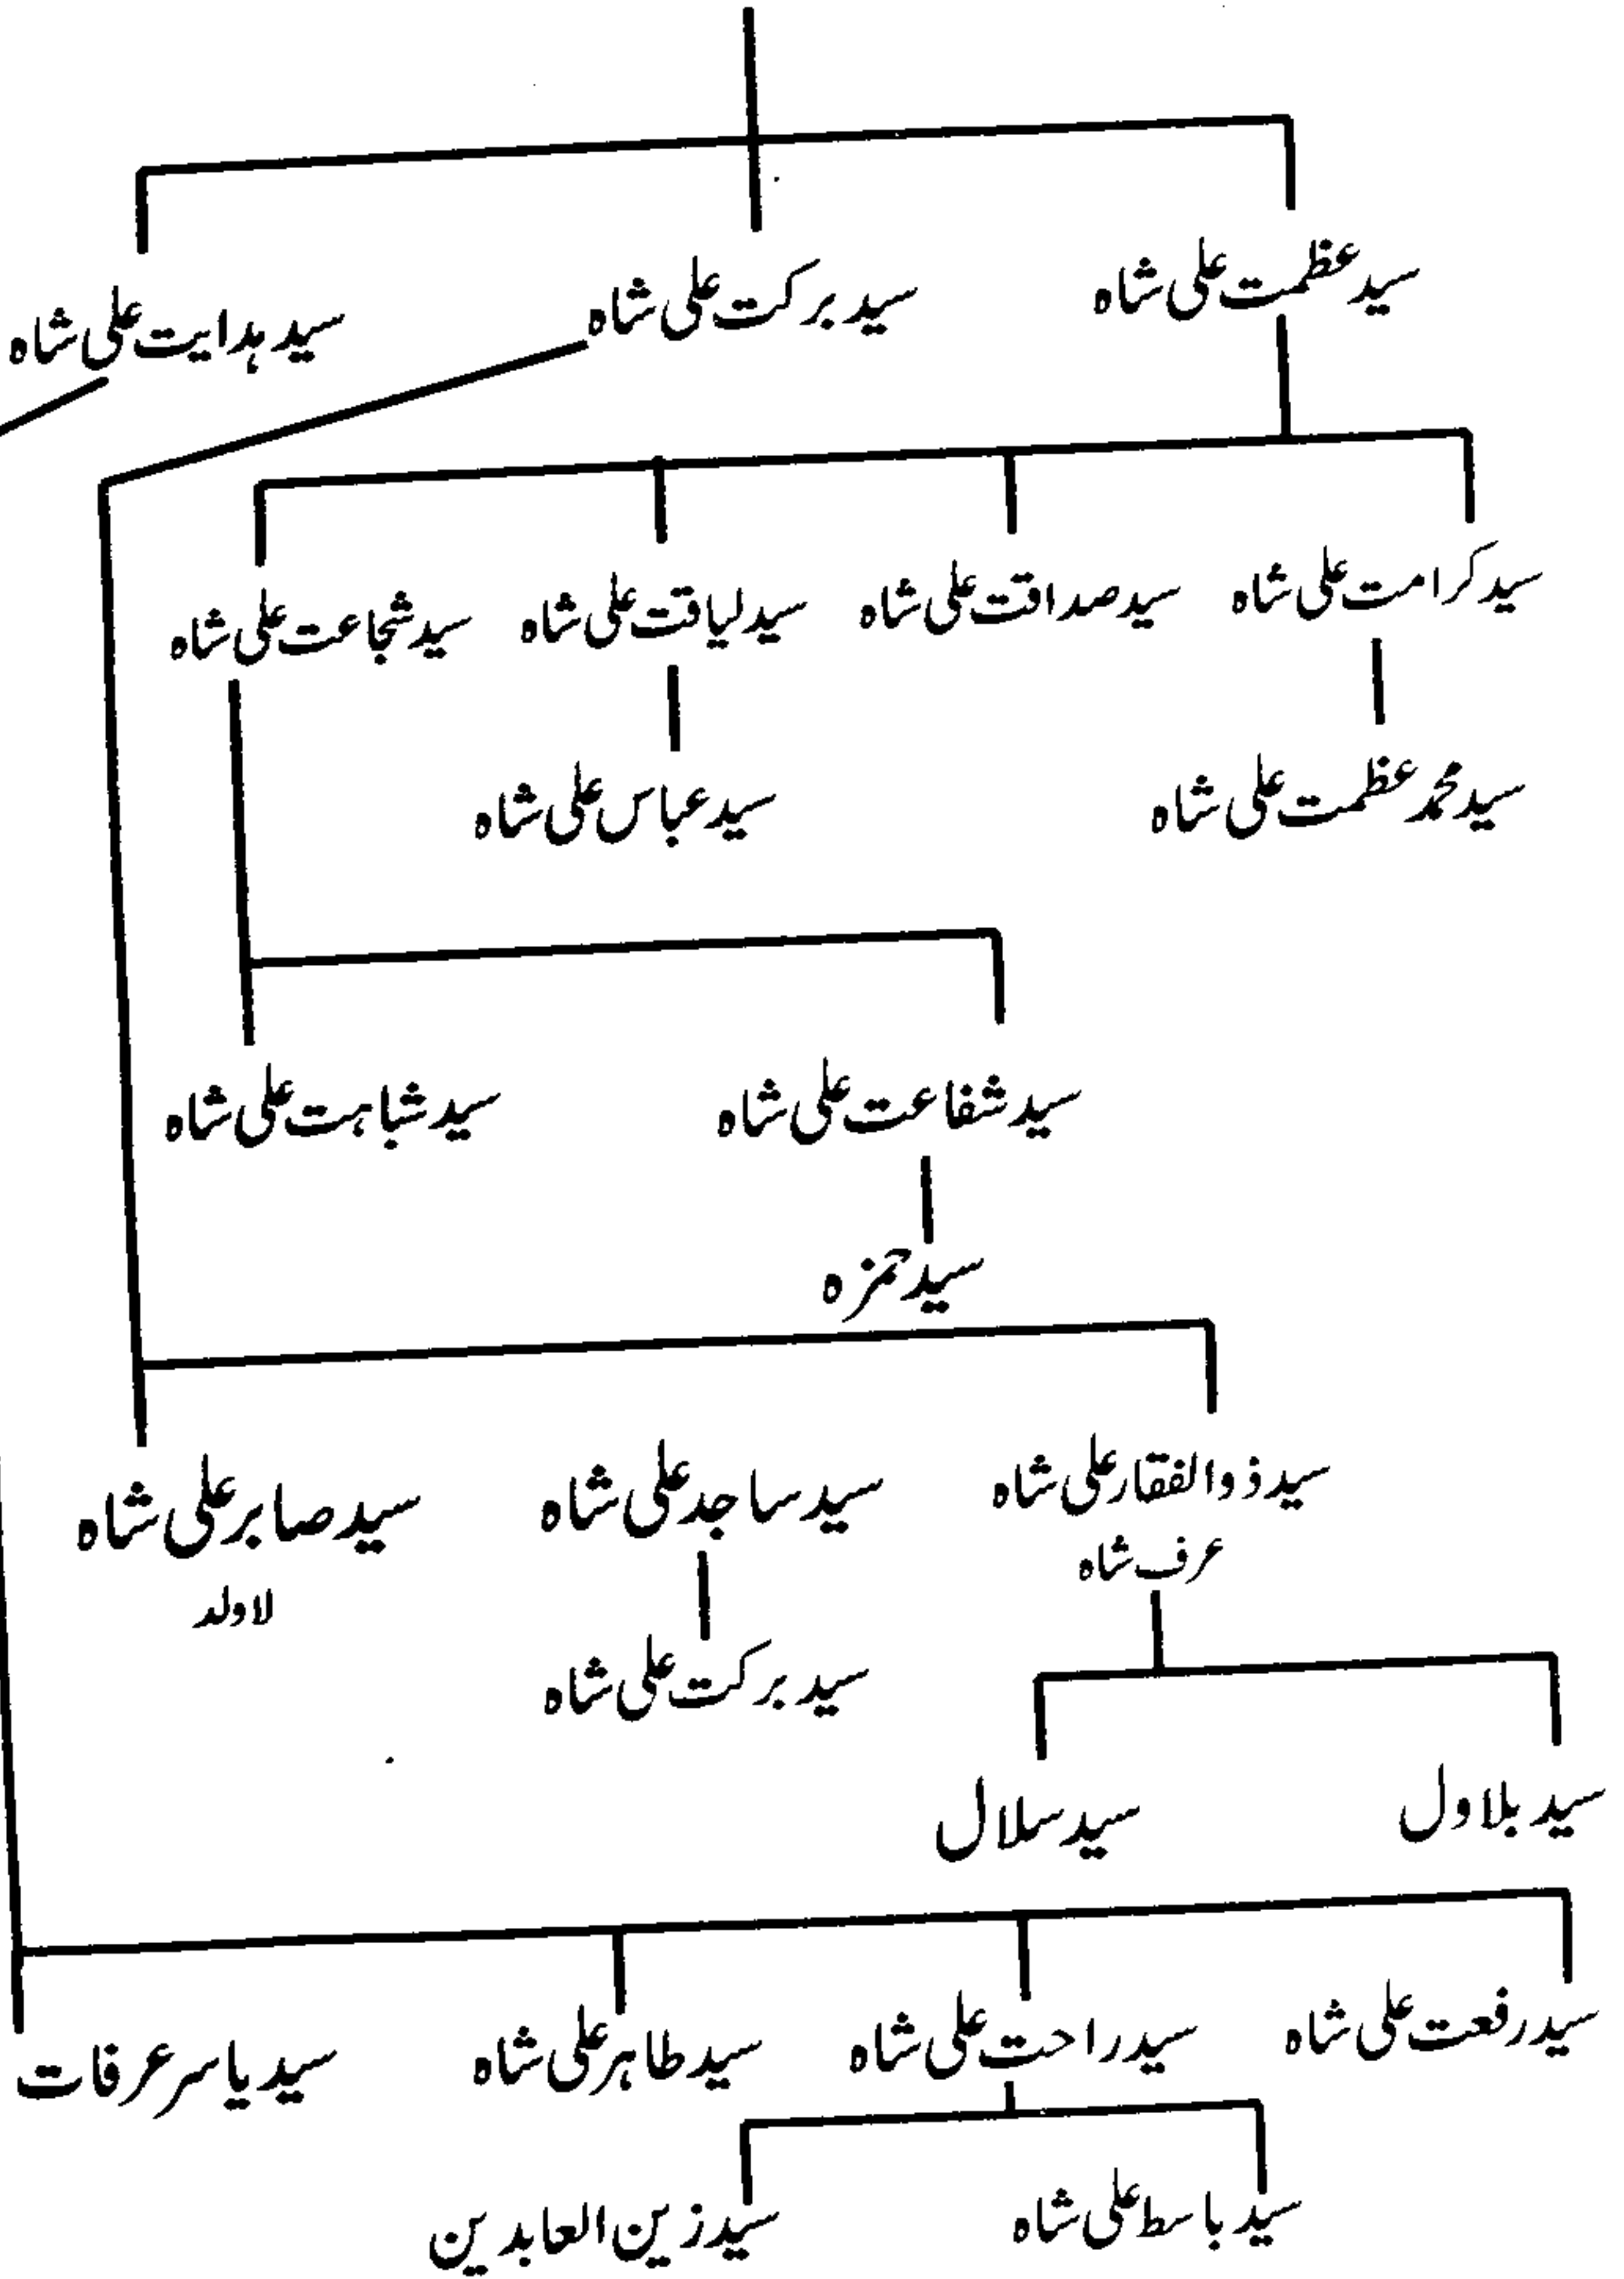 سید عظمت علی شاہ
سید برکت علی شاہ
سید ہدایت علی شاہ
سید کرامت علی شاہ
سید صداقت علی شاہ
سید لیاقت علی شاہ
سید شجاعت علی شاہ
سید محمد عظمت علی شاہ
سید عباس علی شاہ
سید شفاعت علی شاہ
سید شباہت علی شاہ
سید حمزہ
سید ذوالفقار علی شاہ
عرف شاہ
سید ساجد علی شاہ
سید صابر علی شاہ
لاولد
سید برکت علی شاہ
سید بلاول
سید سلال
سید رفعت علی شاہ
سید راحت علی شاہ
سید طاہر علی شاہ
سید یاسر عرفات
سید باسط علی شاہ
سید زین العابدین